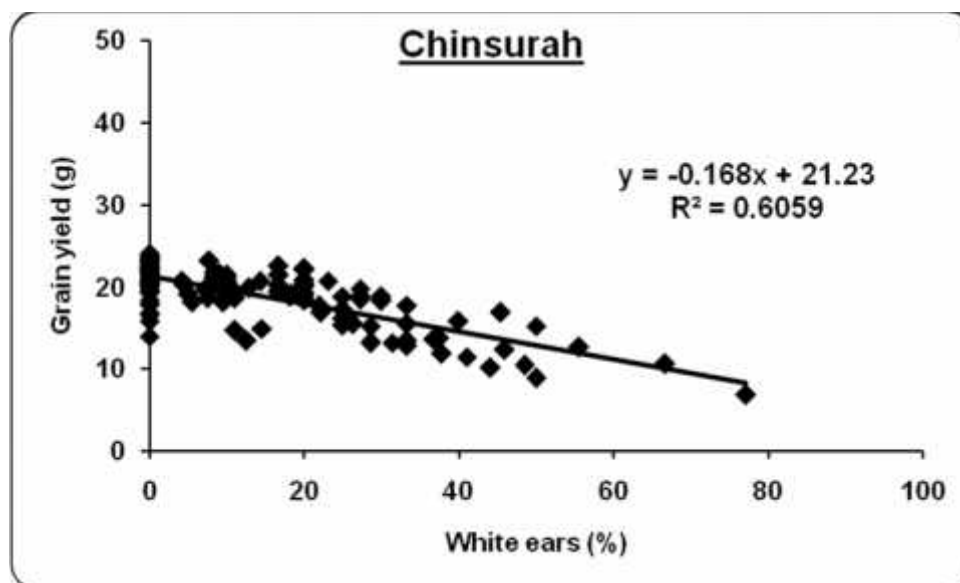 Chinsurah
50
40
30
20
10
0
Grain yield (g)
y = -0.168x + 21.23
R² = 0.6059
0 20 40 60 80 100
White ears (%)